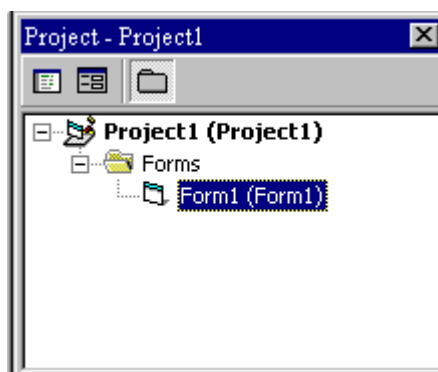 Project - Project1
Project1 (Project1)
Forms
Form1 (Form1)